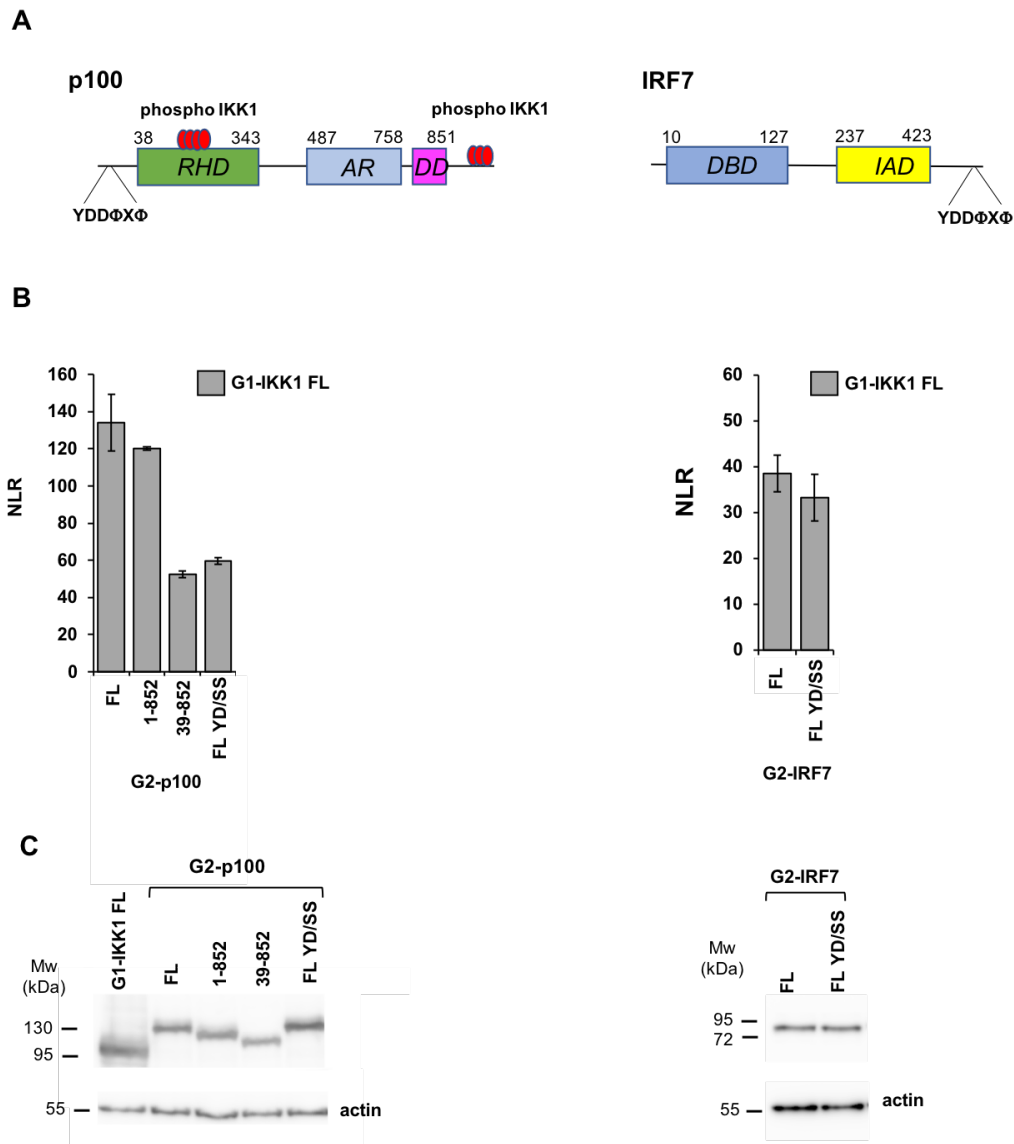 A
p100
IRF7
phospho IKK1
phospho IKK1
38 343 487 758 851
10 127 237 423
RHD AR DD
DBD IAD
YDDΦXΦ
YDDΦXΦ
B
160
140
120
100
80
60
40
20
0
NLR
G1-IKK1 FL
FL
1-852
39-852
FL YD/SS
G2-p100
60
50
40
30
20
10
0
NLR
G1-IKK1 FL
FL
FL YD/SS
G2-IRF7
C
G2-p100
G1-IKK1 FL
FL
1-852
39-852
FL YD/SS
Mw
(kDa)
130
95
55
actin
G2-IRF7
FL
FL YD/SS
Mw
(kDa)
95
72
55
actin